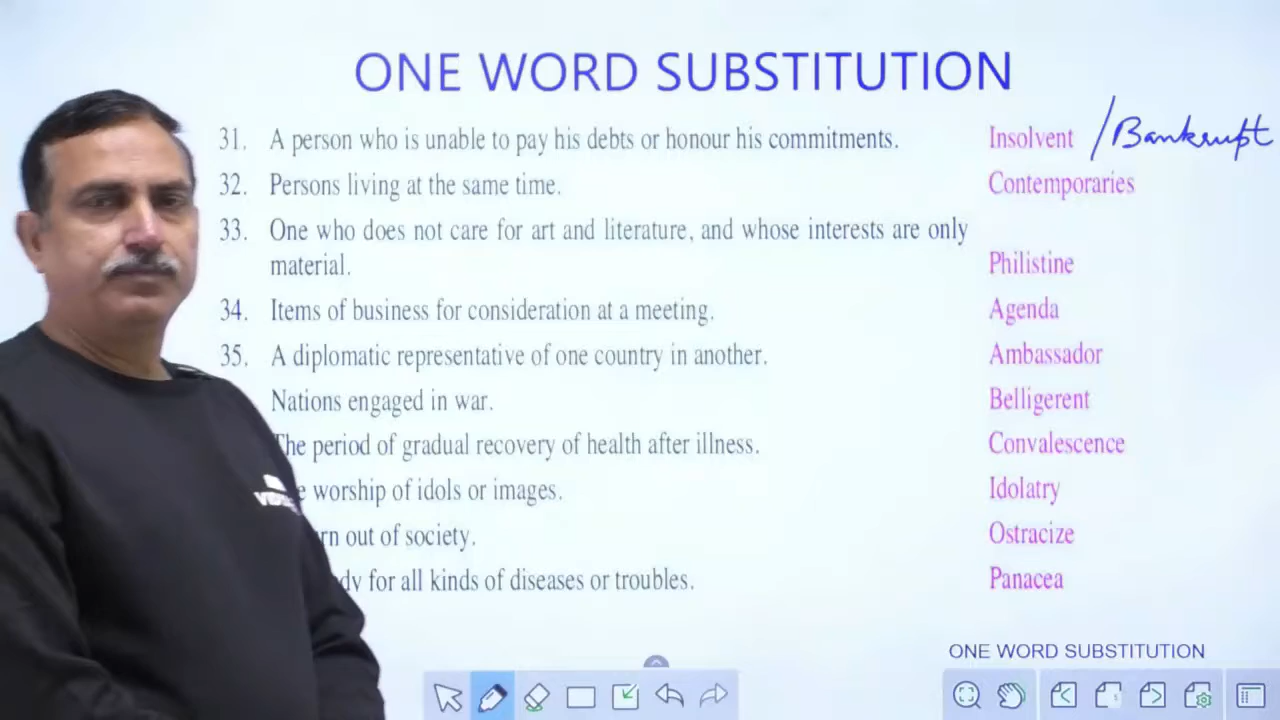 ONE WORD SUBSTITUTION
31. A person who is unable to pay his debts or honour his commitments. Insolvent / Bankrupt
32. Persons living at the same time. Contemporaries
33. One who does not care for art and literature, and whose interests are only
material. Philistine
34. Items of business for consideration at a meeting. Agenda
35. A diplomatic representative of one country in another. Ambassador
Nations engaged in war. Belligerent
The period of gradual recovery of health after illness. Convalescence
worship of idols or images. Idolatry
out of society. Ostracize
for all kinds of diseases or troubles. Panacea
ONE WORD SUBSTITUTION